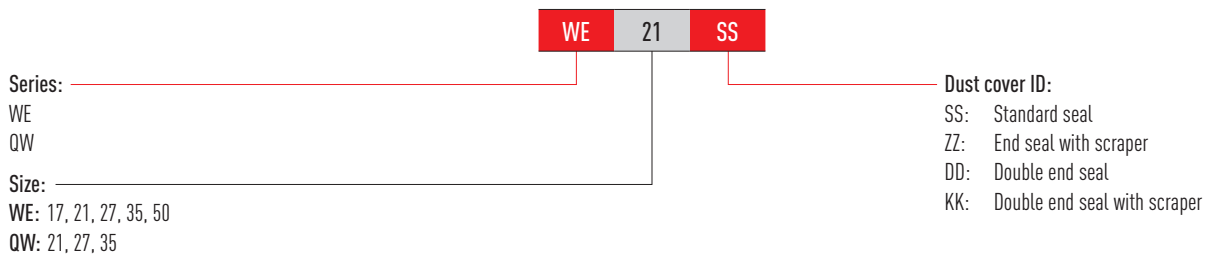 WE 21 SS
Series:
WE
QW
Size:
WE: 17, 21, 27, 35, 50
QW: 21, 27, 35
Dust cover ID:
SS: Standard seal
ZZ: End seal with scraper
DD: Double end seal
KK: Double end seal with scraper